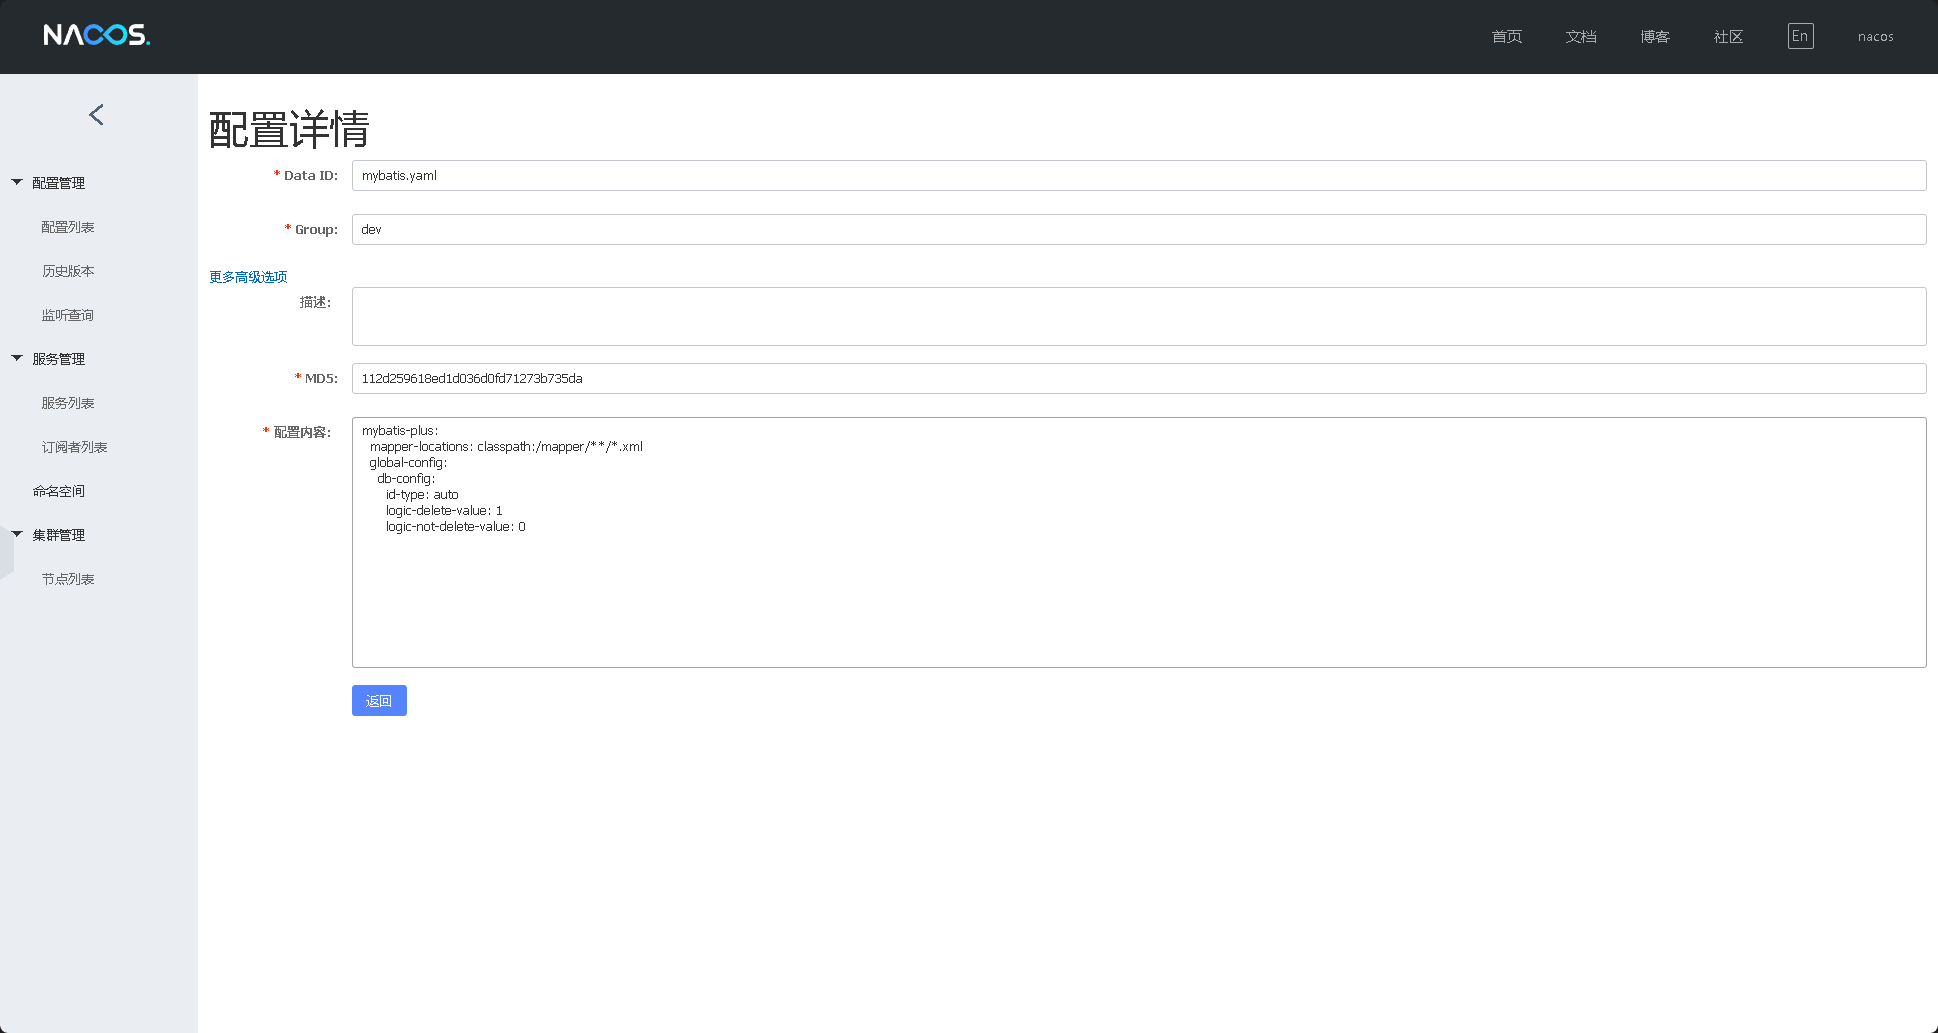 NACOS.
首页 文档 博客 社区 En nacos
配置管理
配置列表
历史版本
监听查询
服务管理
服务列表
订阅者列表
命名空间
集群管理
节点列表
配置详情
* Data ID: mybatis.yaml
* Group: dev
更多高级选项
描述:
* MD5: 112d259618ed1d036d0fd71273b735da
* 配置内容: mybatis-plus:
mapper-locations: classpath:/mapper/**/*.xml
global-config:
db-config:
id-type: auto
logic-delete-value: 1
logic-not-delete-value: 0
返回